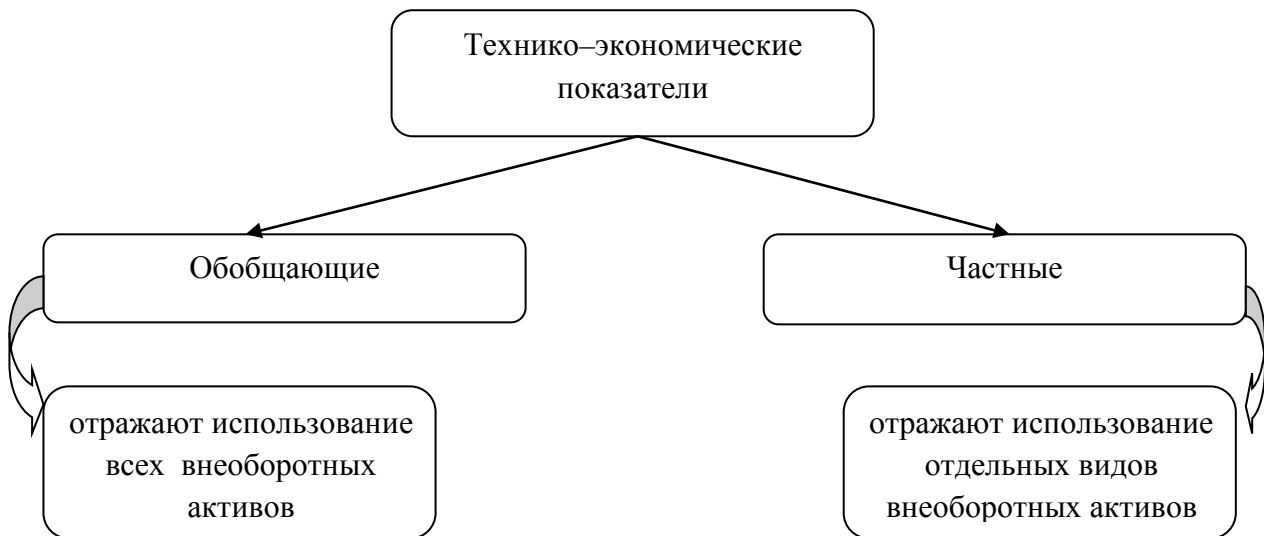 Технико–экономические
показатели
Обобщающие
Частные
отражают использование
всех внеоборотных
активов
отражают использование
отдельных видов
внеоборотных активов